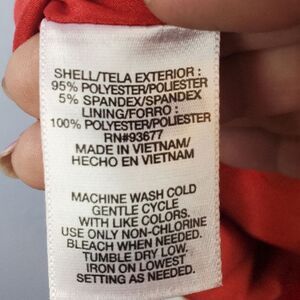 SHELL/TELA EXTERIOR :
95% POLYESTER/POLIESTER
5% SPANDEX/SPANDEX
LINING/FORRO :
100% POLYESTER/POLIESTER
RN#93677
MADE IN VIETNAM/
HECHO EN VIETNAM
MACHINE WASH COLD
GENTLE CYCLE
WITH LIKE COLORS.
USE ONLY NON-CHLORINE
BLEACH WHEN NEEDED.
TUMBLE DRY LOW.
IRON ON LOWEST
SETTING AS NEEDED.